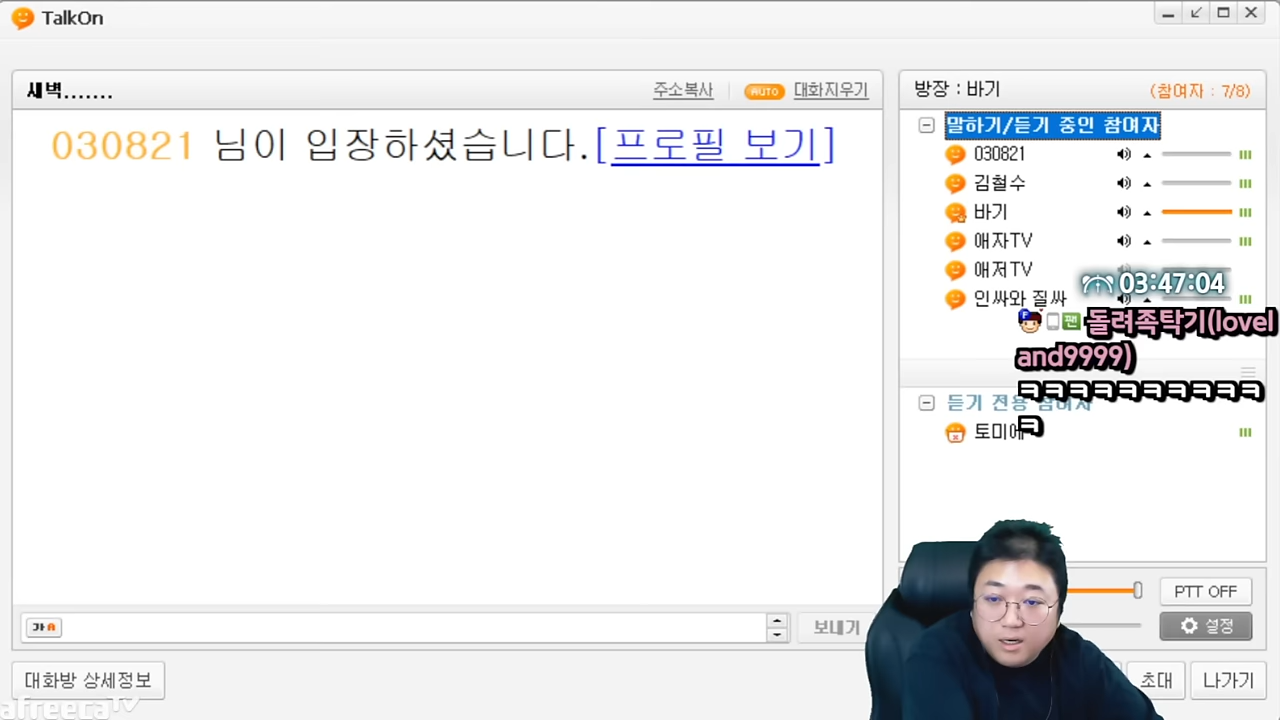 TalkOn
새벽.......
주소복사
AUTO 대화지우기
030821 님이 입장하셨습니다.[프로필 보기]
가A
보내기
대화방 상세정보
afreecaTV
방장 : 바기
(참여자 : 7/8)
말하기/듣기 중인 참여자
030821
김철수
바기
애자TV
애저TV
인싸와 질싸
03:47:04
F 팬 돌려족탁기(lovel
and9999)
ㅋㅋㅋㅋㅋㅋㅋㅋㅋㅋ
ㅋ
듣기 전용 참여자
토미에
PTT OFF
설정
초대
나가기